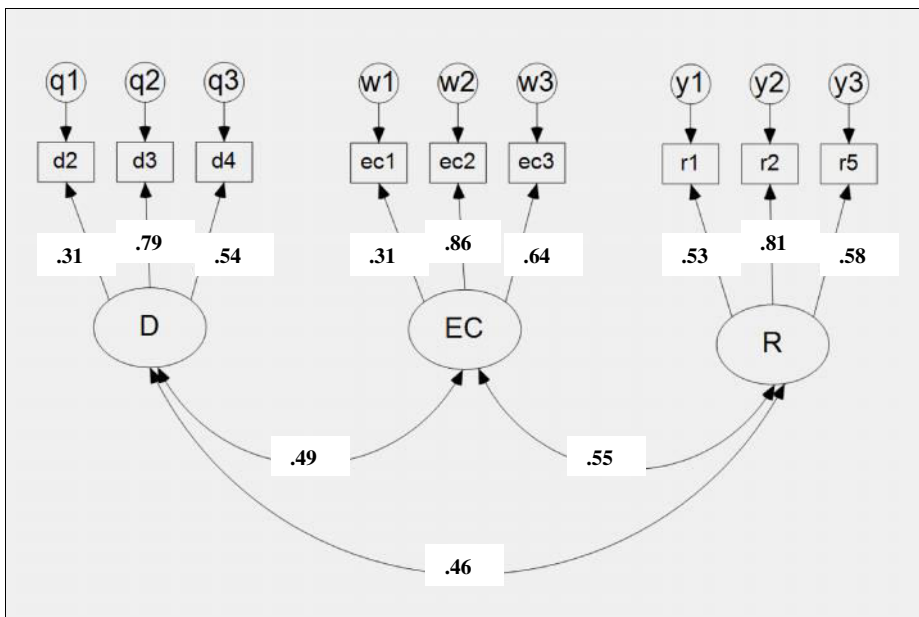 q1 q2 q3 w1 w2 w3 y1 y2 y3
d2 d3 d4 ec1 ec2 ec3 r1 r2 r5
.31 .79 .54 .31 .86 .64 .53 .81 .58
D EC R
.49 .55
.46